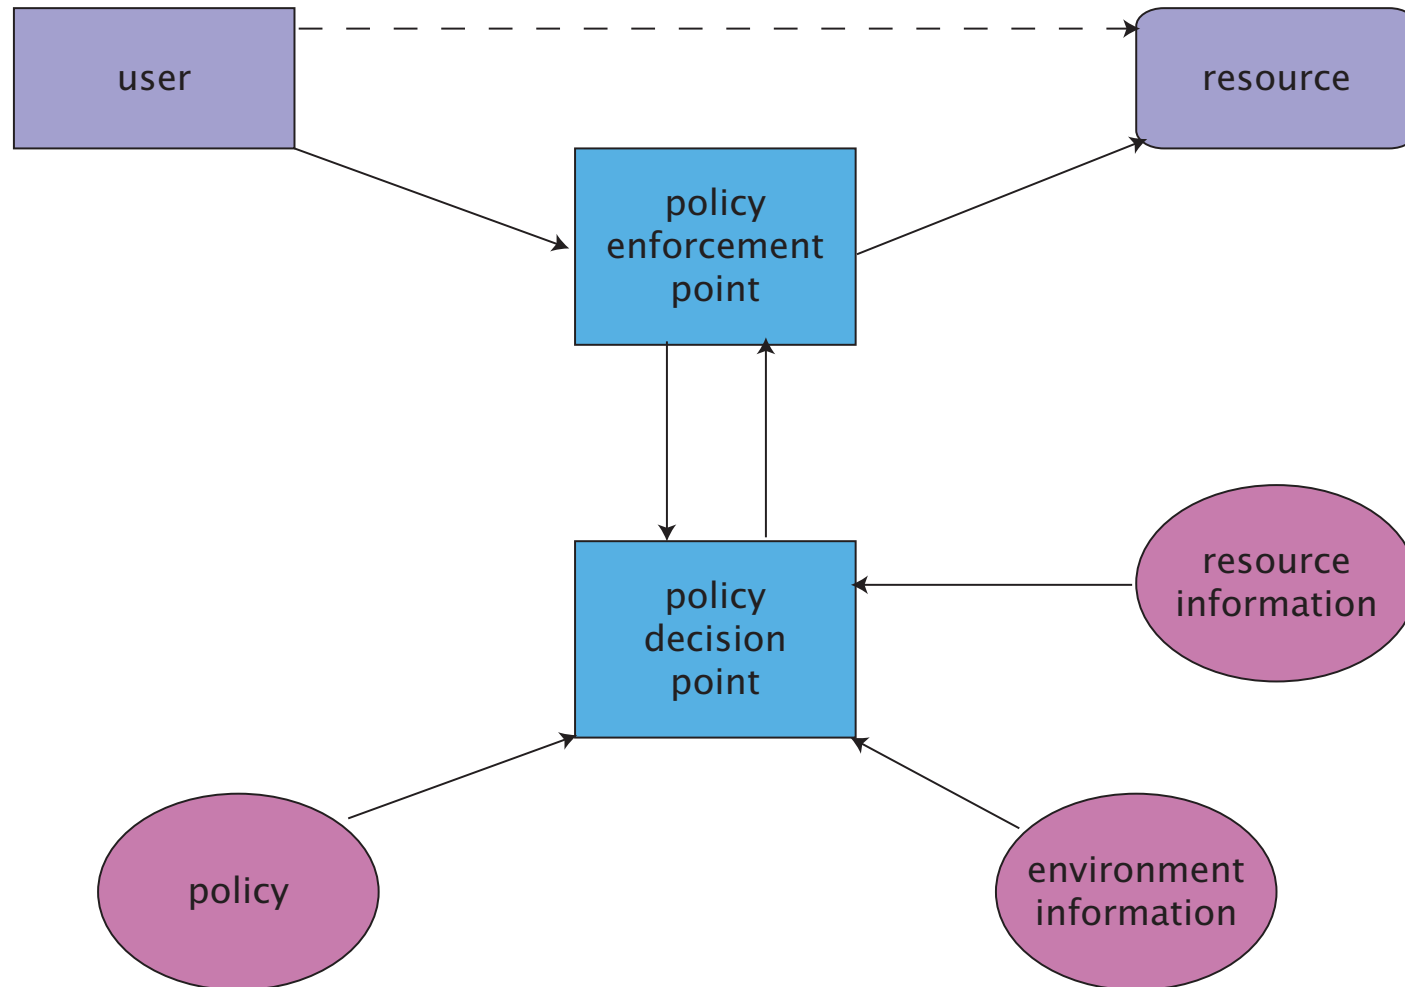 user
resource
policy
enforcement
point
policy
decision
point
resource
information
policy
environment
information